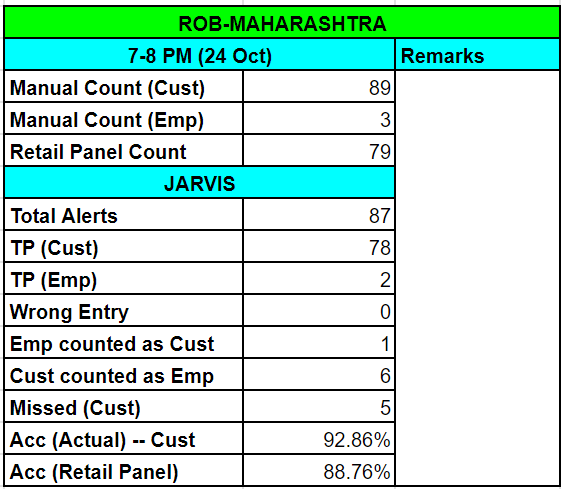 ROB-MAHARASHTRA
7-8 PM (24 Oct) Remarks
Manual Count (Cust) 89
Manual Count (Emp) 3
Retail Panel Count 79
JARVIS
Total Alerts 87
TP (Cust) 78
TP (Emp) 2
Wrong Entry 0
Emp counted as Cust 1
Cust counted as Emp 6
Missed (Cust) 5
Acc (Actual) -- Cust 92.86%
Acc (Retail Panel) 88.76%